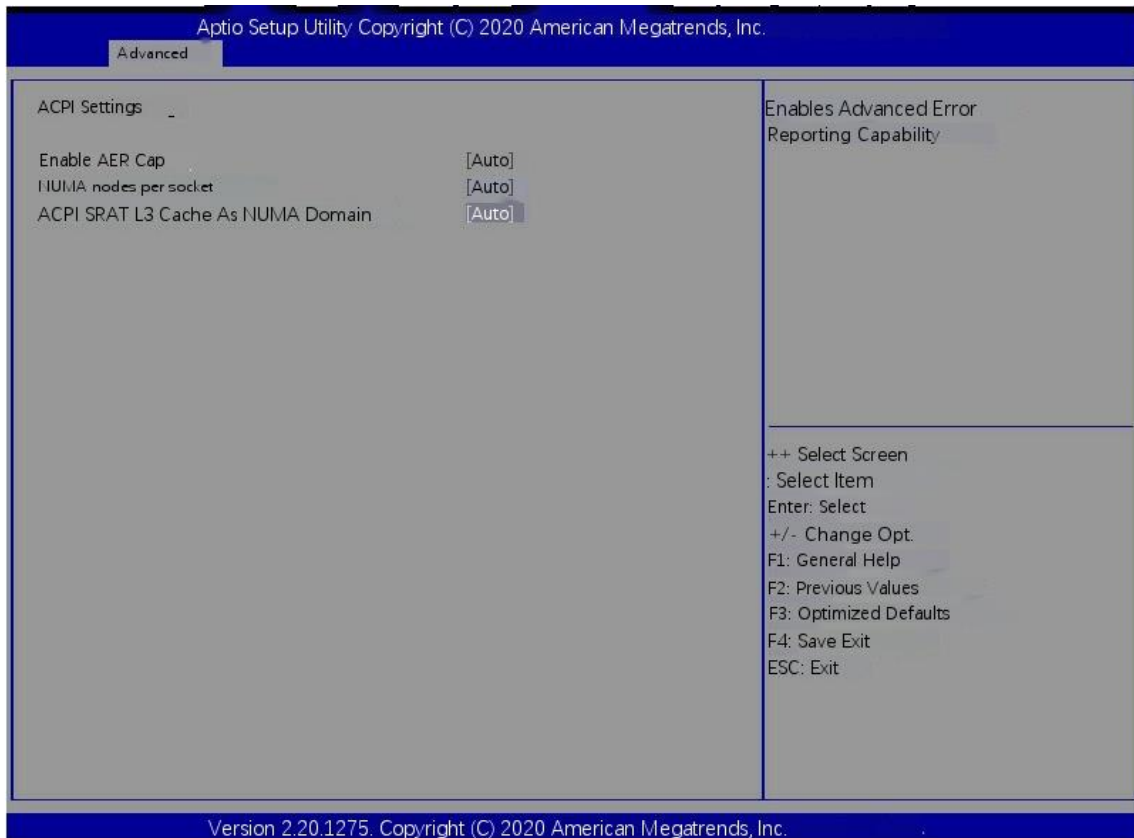 Aptio Setup Utility Copyright (C) 2020 American Megatrends, Inc.
Advanced
ACPI Settings
Enable AER Cap [Auto]
NUMA nodes per socket [Auto]
ACPI SRAT L3 Cache As NUMA Domain [Auto]
Enables Advanced Error
Reporting Capability
++ Select Screen
: Select Item
Enter: Select
+/- Change Opt.
F1: General Help
F2: Previous Values
F3: Optimized Defaults
F4: Save Exit
ESC: Exit
Version 2.20.1275. Copyright (C) 2020 American Megatrends, Inc.